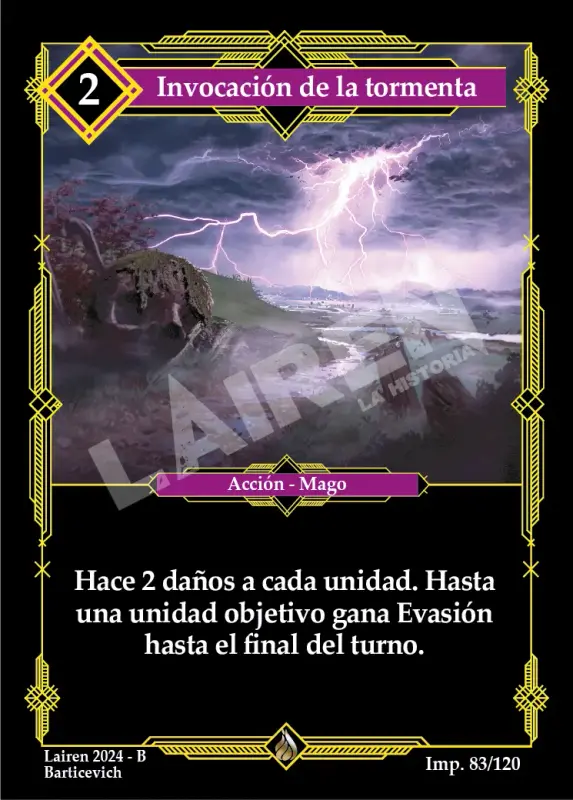 2
Invocación de la tormenta
LAIREN
LA HISTORIA
Acción - Mago
Hace 2 daños a cada unidad. Hasta
una unidad objetivo gana Evasión
hasta el final del turno.
Lairen 2024 - B
Barticevich
Imp. 83/120